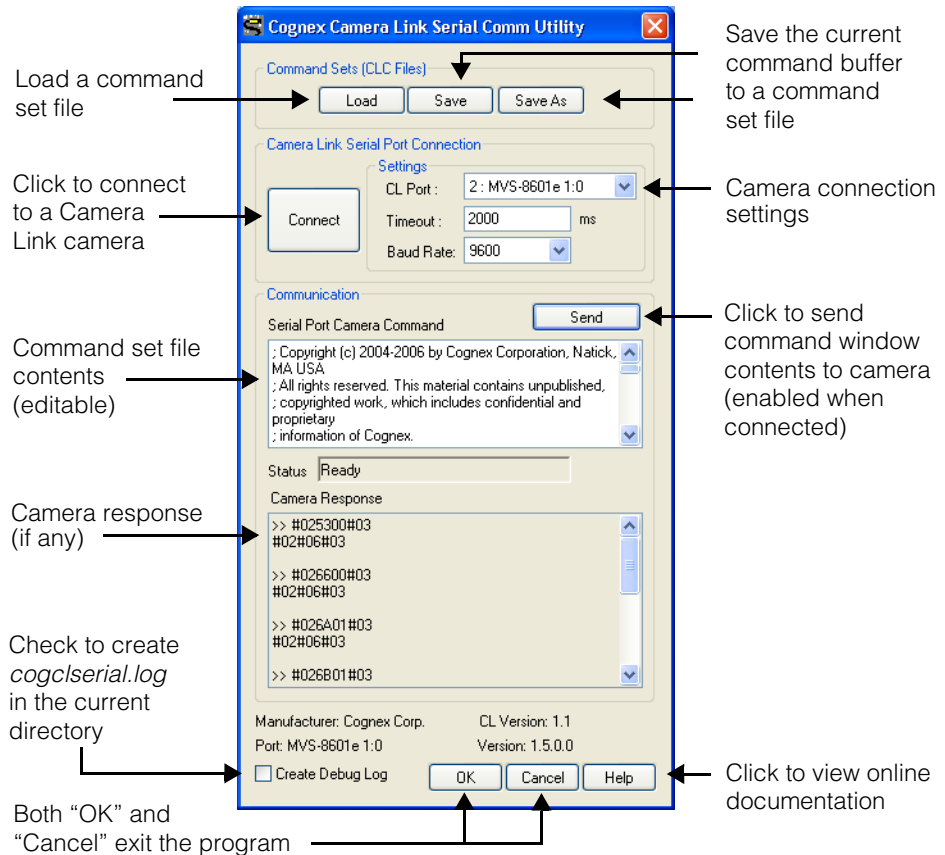 Cognex Camera Link Serial Comm Utility
Load a command
set file
Save the current
command buffer
to a command
set file
Command Sets (CLC Files)
Load
Save
Save As
Click to connect
to a Camera
Link camera
Camera Link Serial Port Connection
Settings
Connect
CL Port :
2 : MVS-8601e 1:0
Timeout :
2000
ms
Baud Rate:
9600
Camera connection
settings
Communication
Serial Port Camera Command
Send
Click to send
command window
contents to camera
(enabled when
connected)
Command set file
contents
(editable)
; Copyright (c) 2004-2006 by Cognex Corporation, Natick,
MA USA
; All rights reserved. This material contains unpublished,
; copyrighted work, which includes confidential and
proprietary
; information of Cognex.
Status
Ready
Camera response
(if any)
Camera Response
>> #025300#03
#02#06#03
>> #026600#03
#02#06#03
>> #026A01#03
#02#06#03
>> #026B01#03
Check to create
cogclserial.log
in the current
directory
Manufacturer: Cognex Corp.
CL Version: 1.1
Port: MVS-8601e 1:0
Version: 1.5.0.0
Create Debug Log
OK
Cancel
Help
Click to view online
documentation
Both “OK” and
“Cancel” exit the program